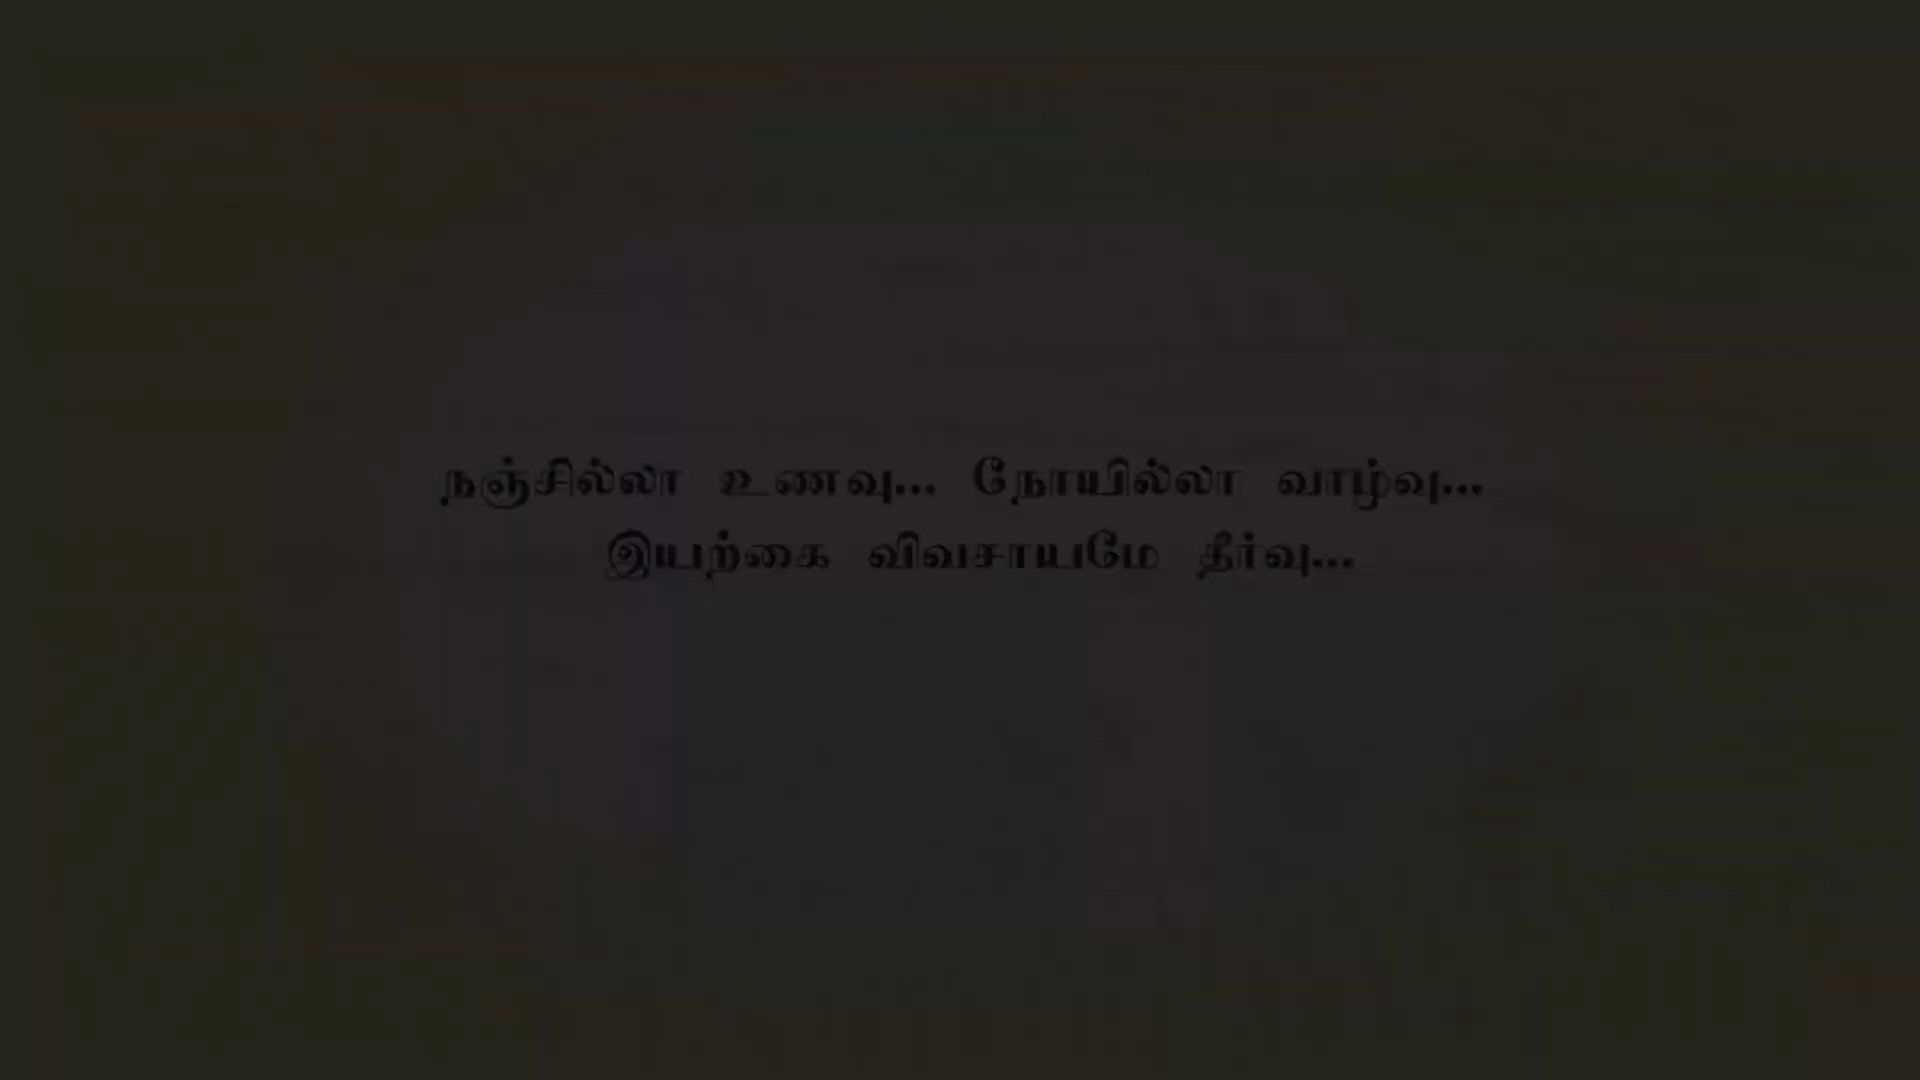 நஞ்சில்லா உணவு... நோயில்லா வாழ்வு...
இயற்கை விவசாயமே தீர்வு...